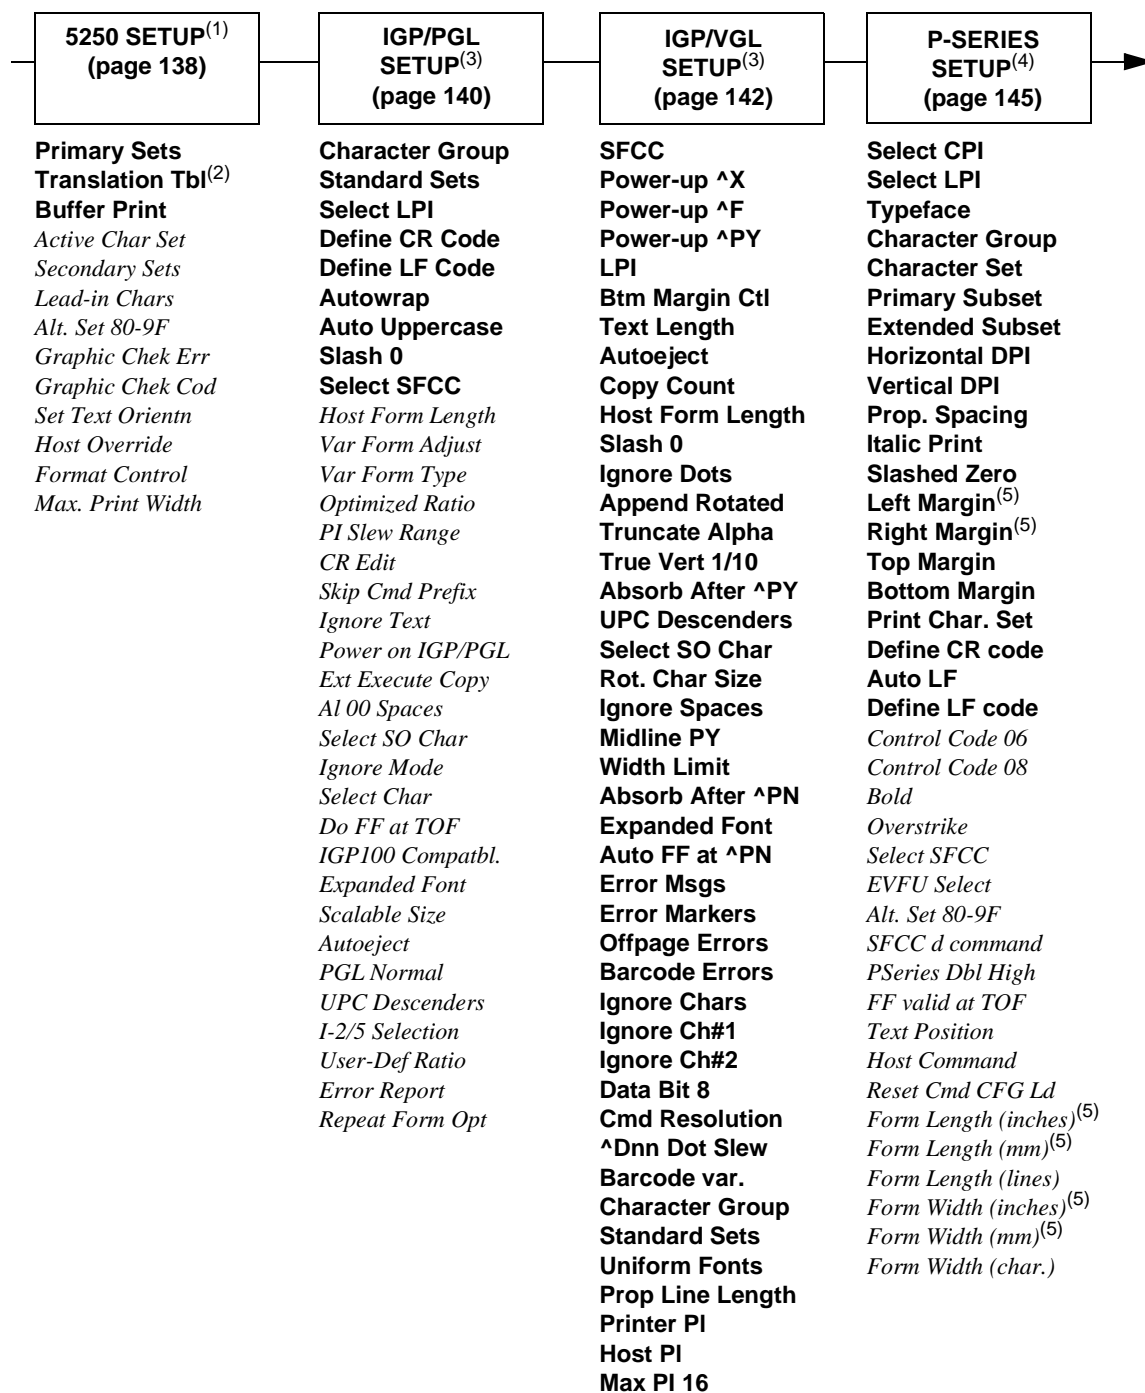 5250 SETUP(1)
(page 138)
Primary Sets
Translation Tbl(2)
Buffer Print
Active Char Set
Secondary Sets
Lead-in Chars
Alt. Set 80-9F
Graphic Chek Err
Graphic Chek Cod
Set Text Orientn
Host Override
Format Control
Max. Print Width
IGP/PGL
SETUP(3)
(page 140)
Character Group
Standard Sets
Select LPI
Define CR Code
Define LF Code
Autowrap
Auto Uppercase
Slash 0
Select SFCC
Host Form Length
Var Form Adjust
Var Form Type
Optimized Ratio
PI Slew Range
CR Edit
Skip Cmd Prefix
Ignore Text
Power on IGP/PGL
Ext Execute Copy
Al 00 Spaces
Select SO Char
Ignore Mode
Select Char
Do FF at TOF
IGP100 Compatbl.
Expanded Font
Scalable Size
Autoeject
PGL Normal
UPC Descenders
I-2/5 Selection
User-Def Ratio
Error Report
Repeat Form Opt
IGP/VGL
SETUP(3)
(page 142)
SFCC
Power-up ^X
Power-up ^F
Power-up ^PY
LPI
Btm Margin Ctl
Text Length
Autoeject
Copy Count
Host Form Length
Slash 0
Ignore Dots
Append Rotated
Truncate Alpha
True Vert 1/10
Absorb After ^PY
UPC Descenders
Select SO Char
Rot. Char Size
Ignore Spaces
Midline PY
Width Limit
Absorb After ^PN
Expanded Font
Auto FF at ^PN
Error Msgs
Error Markers
Offpage Errors
Barcode Errors
Ignore Chars
Ignore Ch#1
Ignore Ch#2
Data Bit 8
Cmd Resolution
^Dnn Dot Slew
Barcode var.
Character Group
Standard Sets
Uniform Fonts
Prop Line Length
Printer PI
Host PI
Max PI 16
P-SERIES
SETUP(4)
(page 145)
Select CPI
Select LPI
Typeface
Character Group
Character Set
Primary Subset
Extended Subset
Horizontal DPI
Vertical DPI
Prop. Spacing
Italic Print
Slashed Zero
Left Margin(5)
Right Margin(5)
Top Margin
Bottom Margin
Print Char. Set
Define CR code
Auto LF
Define LF code
Control Code 06
Control Code 08
Bold
Overstrike
Select SFCC
EVFU Select
Alt. Set 80-9F
SFCC d command
PSeries Dbl High
FF valid at TOF
Text Position
Host Command
Reset Cmd CFG Ld
Form Length (inches)(5)
Form Length (mm)(5)
Form Length (lines)
Form Width (inches)(5)
Form Width (mm)(5)
Form Width (char.)